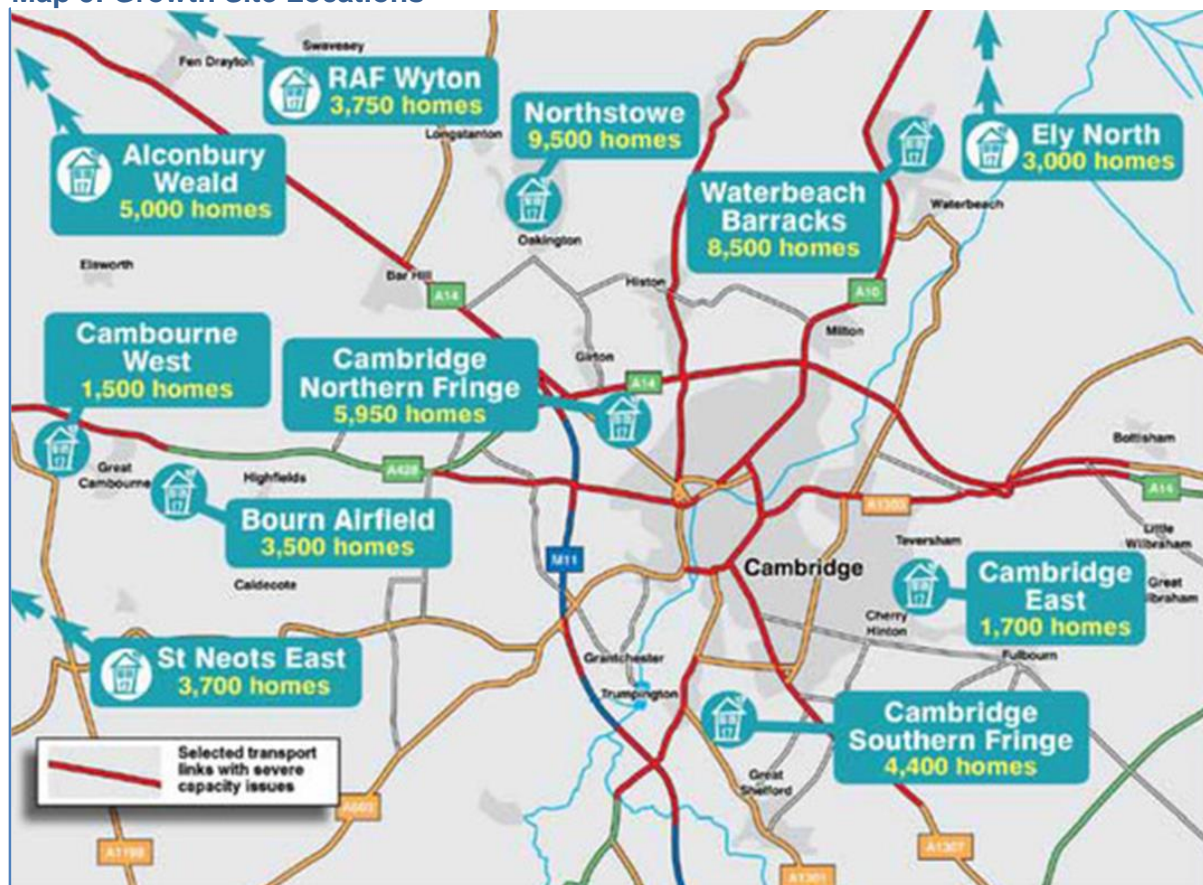 Swavesey
Fen Drayton
RAF Wyton
3,750 homes
Longstanton
Northstowe
9,500 homes
Ely North
3,000 homes
Alconbury
Weald
5,000 homes
Waterbeach
Barracks
8,500 homes
Waterbeach
Oakington
Elsworth
Bar Hill
Histon
A14
A10
Milton
Cambourne
West
1,500 homes
Cambridge
Northern Fringe
5,950 homes
Girton
A14
Bottisham
Great
Cambourne
Highfields
A428
A14
A1303
Bourn Airfield
3,500 homes
Little
Wilbraham
Teversham
M11
Cambridge
Caldecote
Cambridge
East
1,700 homes
Great
Cherry
Hinton
Fulbourn
St Neots East
3,700 homes
Grantchester
Trumpington
Cambridge
Southern Fringe
4,400 homes
Great
Shelford
Selected transport
links with severe
capacity issues
A603
A1198
A1307
A1301